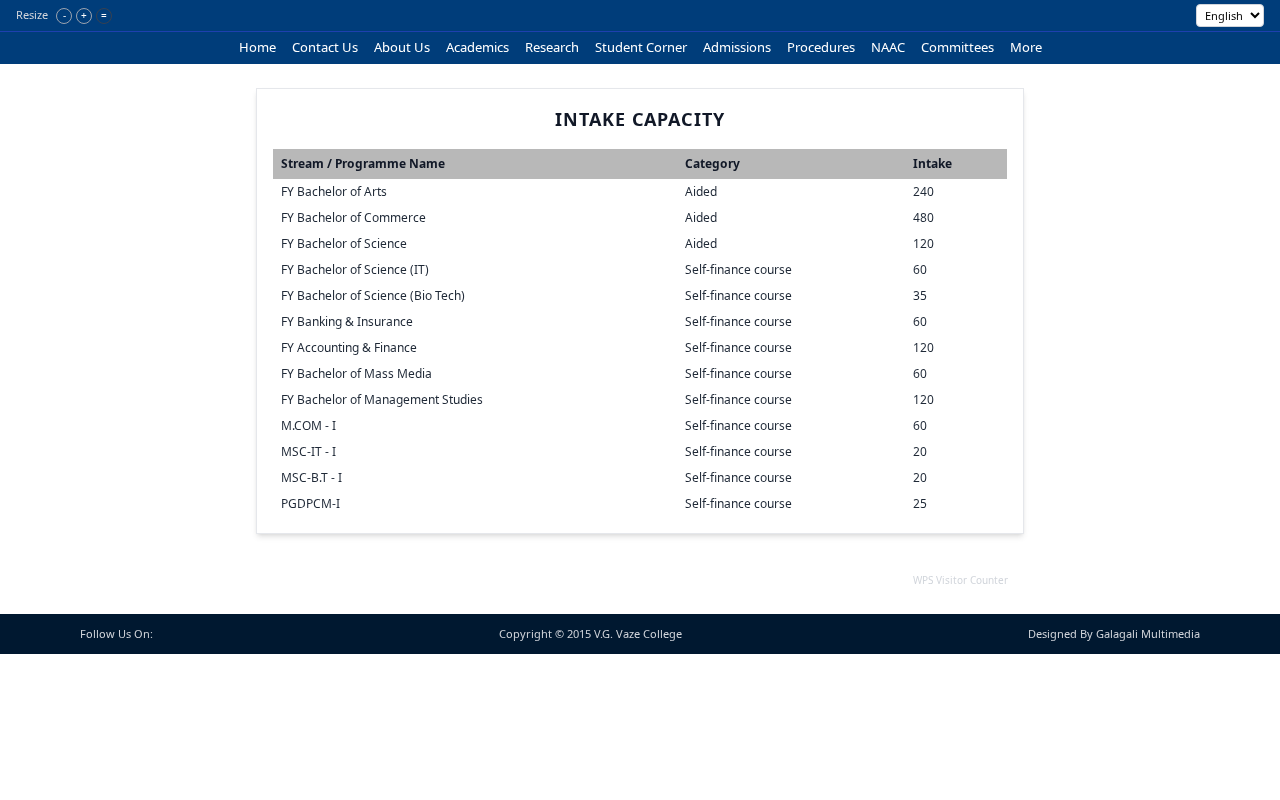 Resize - + = English
Home Contact Us About Us Academics Research Student Corner Admissions Procedures NAAC Committees More
INTAKE CAPACITY
Stream / Programme Name Category Intake
FY Bachelor of Arts Aided 240
FY Bachelor of Commerce Aided 480
FY Bachelor of Science Aided 120
FY Bachelor of Science (IT) Self-finance course 60
FY Bachelor of Science (Bio Tech) Self-finance course 35
FY Banking & Insurance Self-finance course 60
FY Accounting & Finance Self-finance course 120
FY Bachelor of Mass Media Self-finance course 60
FY Bachelor of Management Studies Self-finance course 120
M.COM - I Self-finance course 60
MSC-IT - I Self-finance course 20
MSC-B.T - I Self-finance course 20
PGDPCM-I Self-finance course 25
WPS Visitor Counter
Follow Us On: Copyright © 2015 V.G. Vaze College Designed By Galagali Multimedia